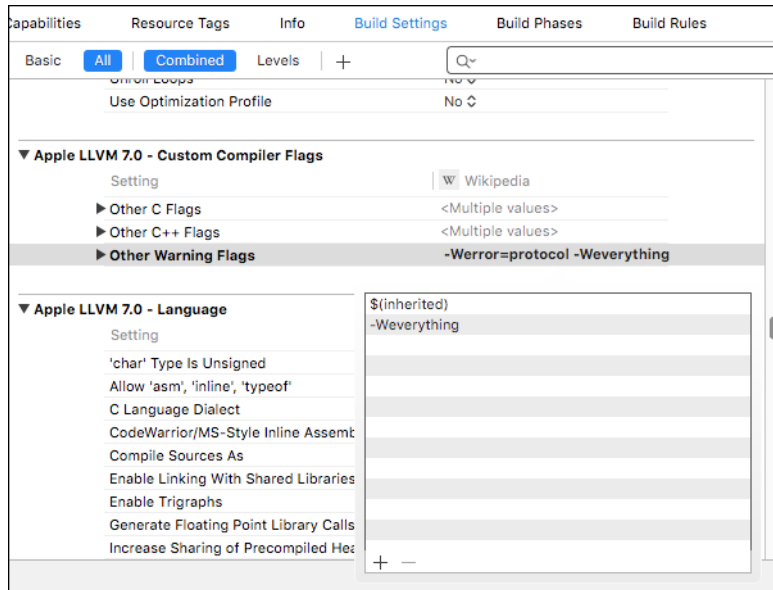 Capabilities Resource Tags Info Build Settings Build Phases Build Rules
Basic All Combined Levels +
Unroll Loops No
Use Optimization Profile No
Apple LLVM 7.0 - Custom Compiler Flags
Setting W Wikipedia
Other C Flags <Multiple values>
Other C++ Flags <Multiple values>
Other Warning Flags -Werror=protocol -Weverything
Apple LLVM 7.0 - Language
Setting
'char' Type Is Unsigned
Allow 'asm', 'inline', 'typeof'
C Language Dialect
CodeWarrior/MS-Style Inline Assemb
Compile Sources As
Enable Linking With Shared Libraries
Enable Trigraphs
Generate Floating Point Library Calls
Increase Sharing of Precompiled Hea
$(inherited)
-Weverything
+ −